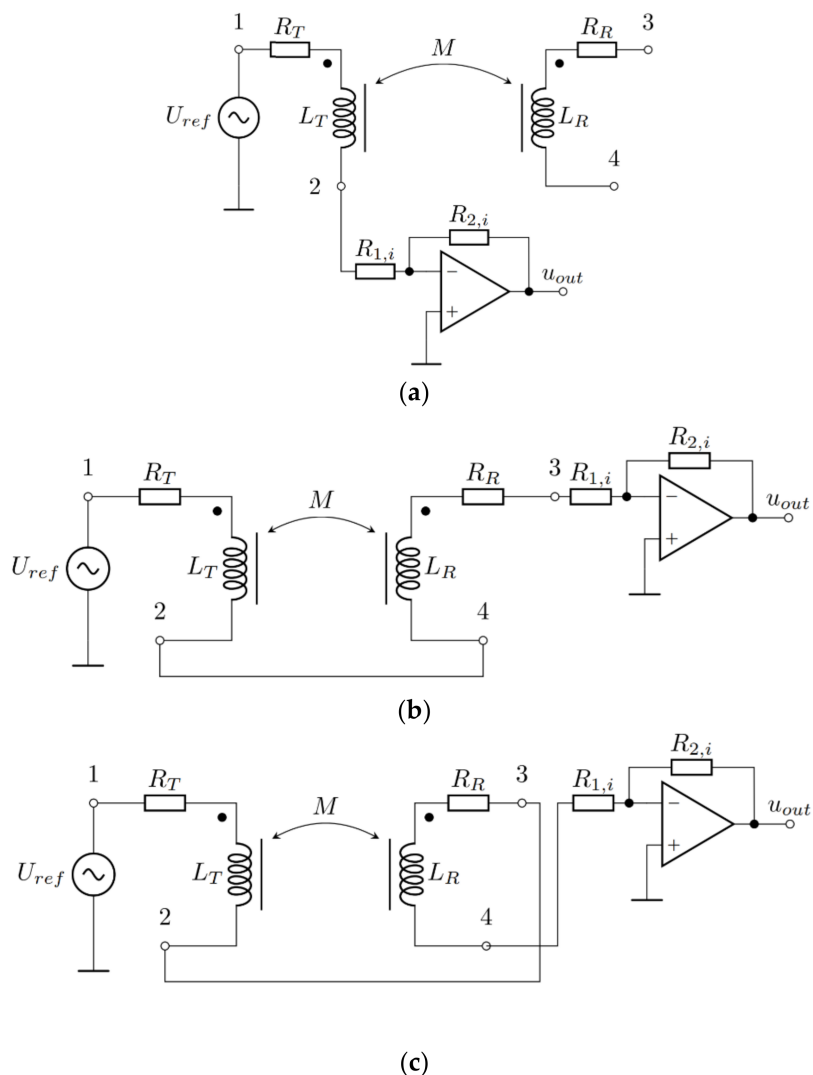 1 R_T M R_R 3
U_ref L_T L_R
2 4
R_{1,i} R_{2,i} − + u_out
(a)
1 R_T M R_R 3 R_{1,i} R_{2,i}
U_ref L_T L_R − + u_out
2 4
(b)
1 R_T M R_R 3 R_{1,i} R_{2,i}
U_ref L_T L_R − + u_out
2 4
(c)